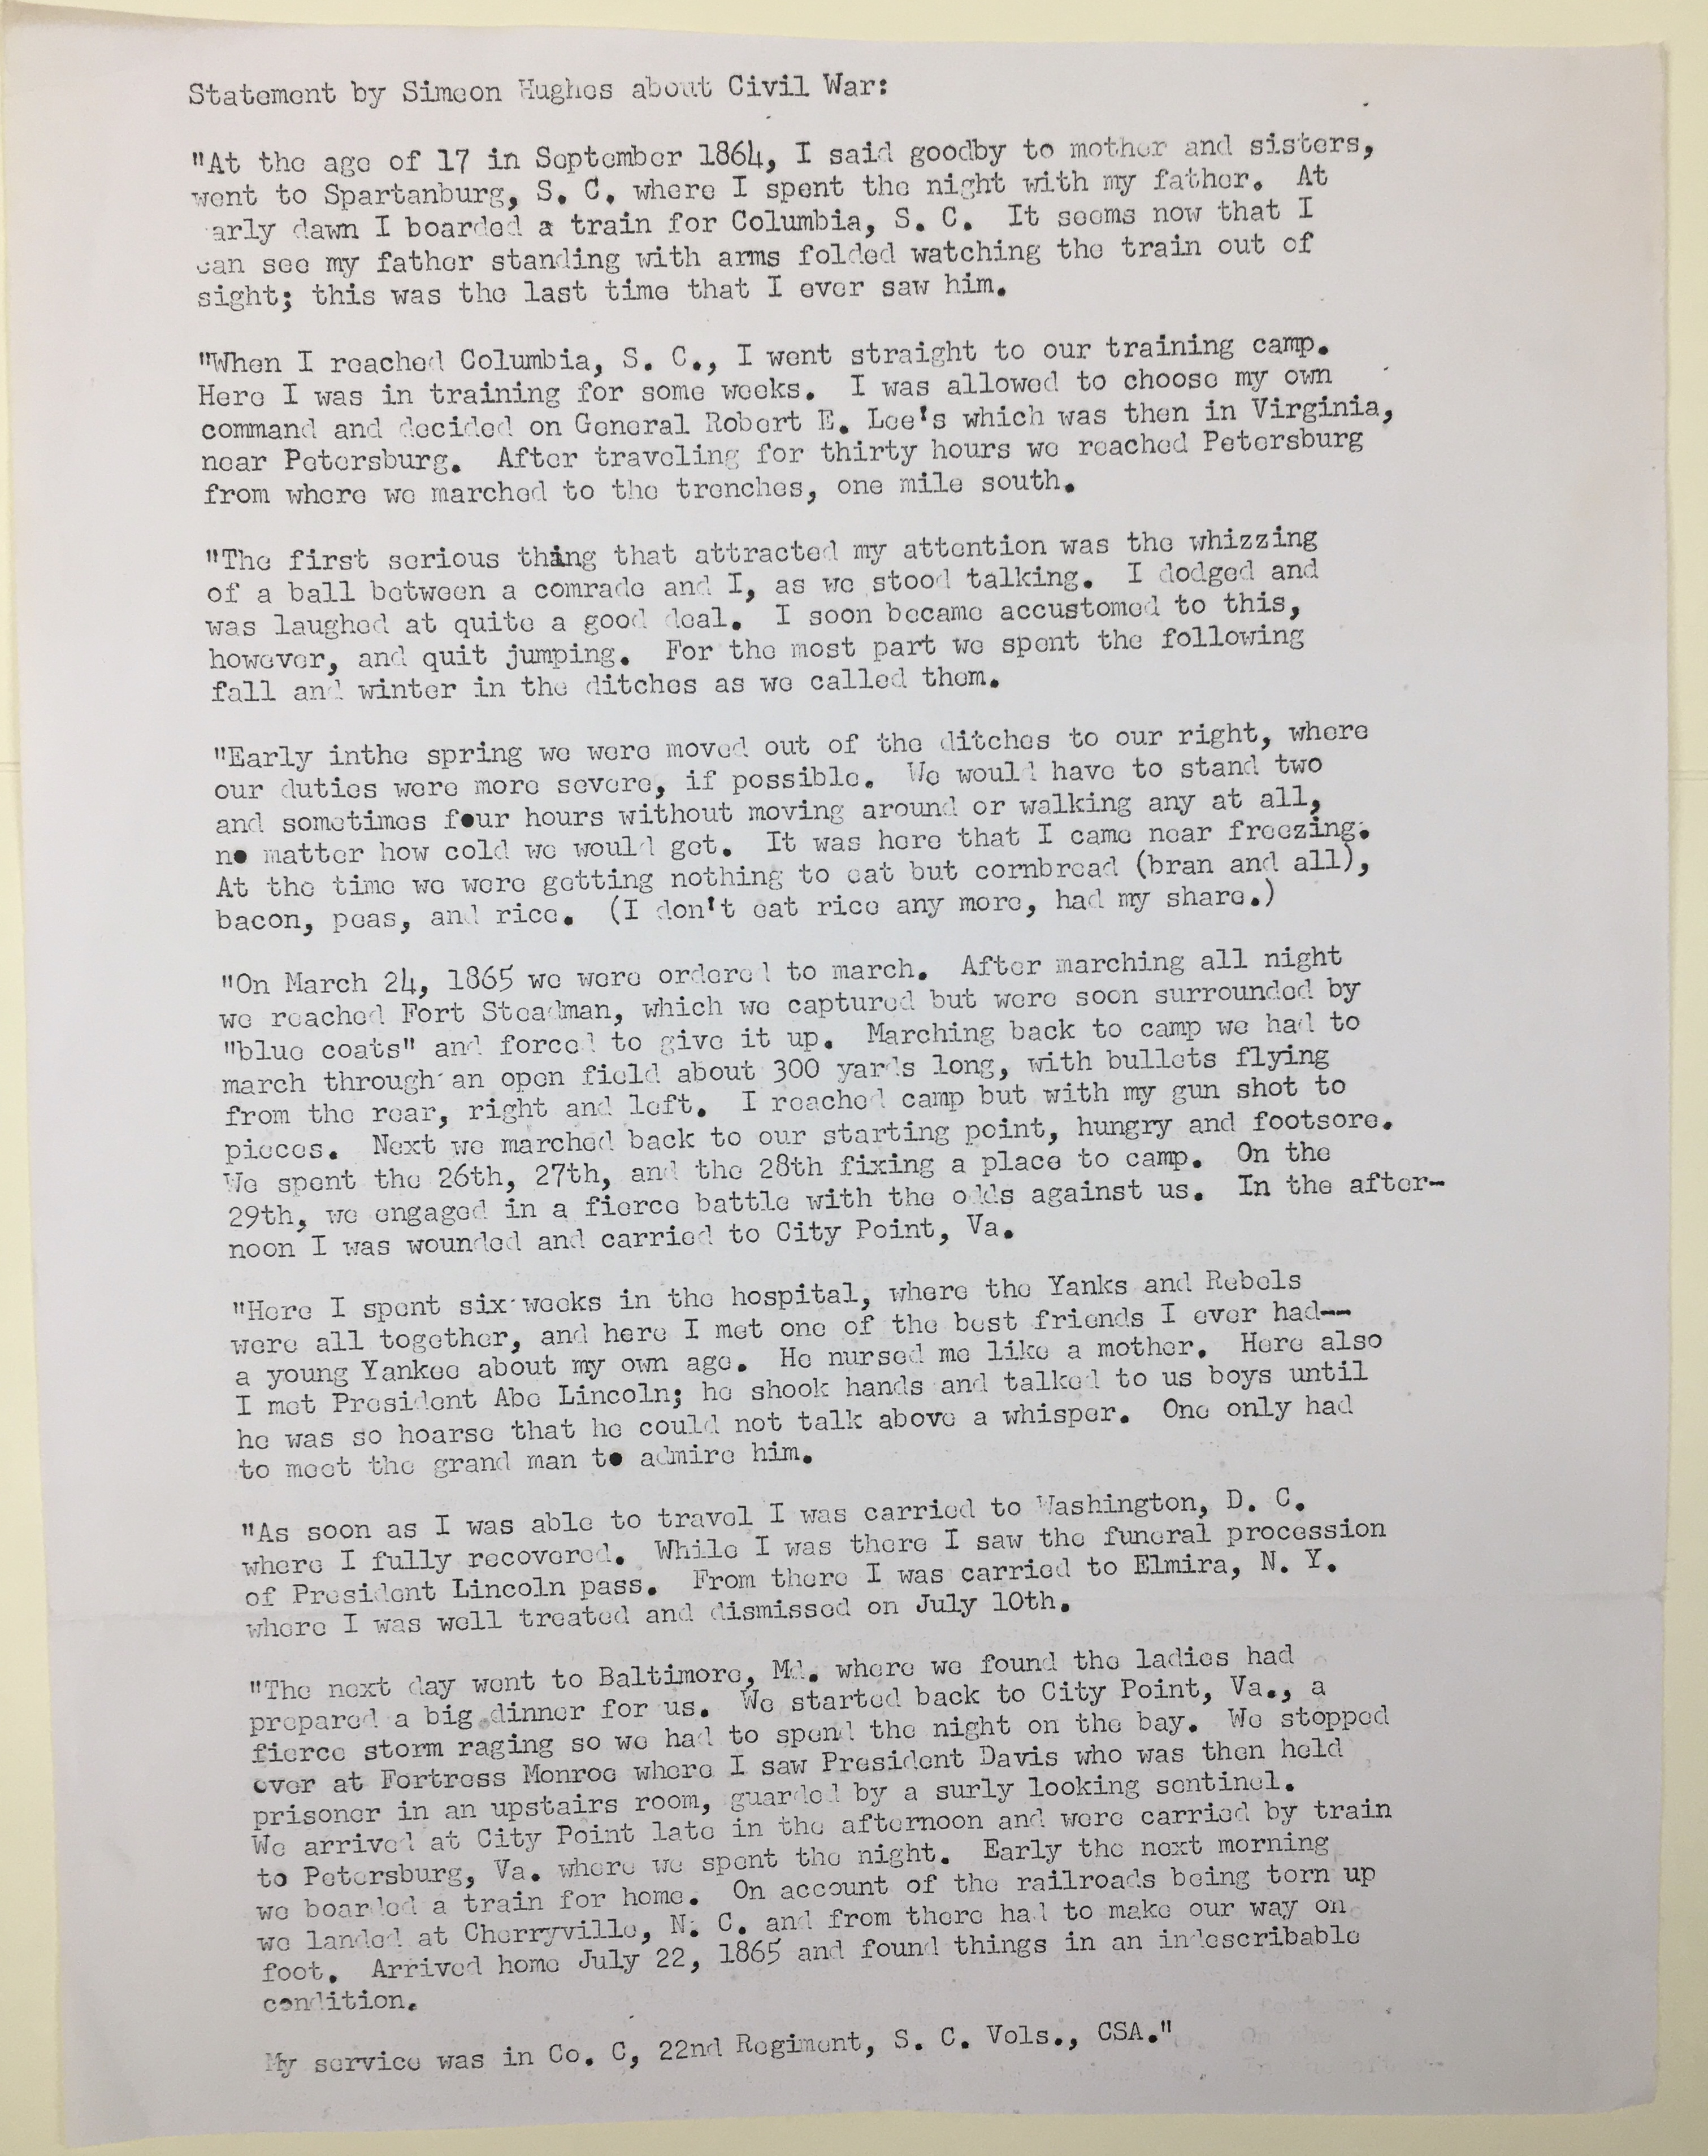 Statement by Simeon Hughes about Civil War:
"At the age of 17 in September 1864, I said goodby to mother and sisters,
went to Spartanburg, S. C. where I spent the night with my father. At
arly dawn I boarded a train for Columbia, S. C. It seems now that I
can see my father standing with arms folded watching the train out of
sight; this was the last time that I ever saw him.
"When I reached Columbia, S. C., I went straight to our training camp.
Here I was in training for some weeks. I was allowed to choose my own
command and decided on General Robert E. Lee's which was then in Virginia,
near Petersburg. After traveling for thirty hours we reached Petersburg
from where we marched to the trenches, one mile south.
"The first serious thing that attracted my attention was the whizzing
of a ball between a comrade and I, as we stood talking. I dodged and
was laughed at quite a good deal. I soon became accustomed to this,
however, and quit jumping. For the most part we spent the following
fall and winter in the ditches as we called them.
"Early inthe spring we were moved out of the ditches to our right, where
our duties were more severe, if possible. We would have to stand two
and sometimes four hours without moving around or walking any at all,
no matter how cold we would get. It was here that I came near freezing.
At the time we were getting nothing to eat but cornbread (bran and all),
bacon, peas, and rice. (I don't eat rice any more, had my share.)
"On March 24, 1865 we were ordered to march. After marching all night
we reached Fort Steadman, which we captured but were soon surrounded by
"blue coats" and forced to give it up. Marching back to camp we had to
march through an open field about 300 yards long, with bullets flying
from the rear, right and left. I reached camp but with my gun shot to
pieces. Next we marched back to our starting point, hungry and footsore.
We spent the 26th, 27th, and the 28th fixing a place to camp. On the
29th, we engaged in a fierce battle with the odds against us. In the after-
noon I was wounded and carried to City Point, Va.
"Here I spent six weeks in the hospital, where the Yanks and Rebels
were all together, and here I met one of the best friends I ever had--
a young Yankee about my own age. He nursed me like a mother. Here also
I met President Abe Lincoln; he shook hands and talked to us boys until
he was so hoarse that he could not talk above a whisper. One only had
to meet the grand man to admire him.
"As soon as I was able to travel I was carried to Washington, D. C.
where I fully recovered. While I was there I saw the funeral procession
of President Lincoln pass. From there I was carried to Elmira, N. Y.
where I was well treated and dismissed on July 10th.
"The next day went to Baltimore, Md. where we found the ladies had
prepared a big dinner for us. We started back to City Point, Va., a
fierce storm raging so we had to spend the night on the bay. We stopped
over at Fortress Monroe where I saw President Davis who was then held
prisoner in an upstairs room, guarded by a surly looking sentinel.
We arrived at City Point late in the afternoon and were carried by train
to Petersburg, Va. where we spent the night. Early the next morning
we boarded a train for home. On account of the railroads being torn up
we landed at Cherryville, N. C. and from there had to make our way on
foot. Arrived home July 22, 1865 and found things in an indescribable
condition.
My service was in Co. C, 22nd Regiment, S. C. Vols., CSA."